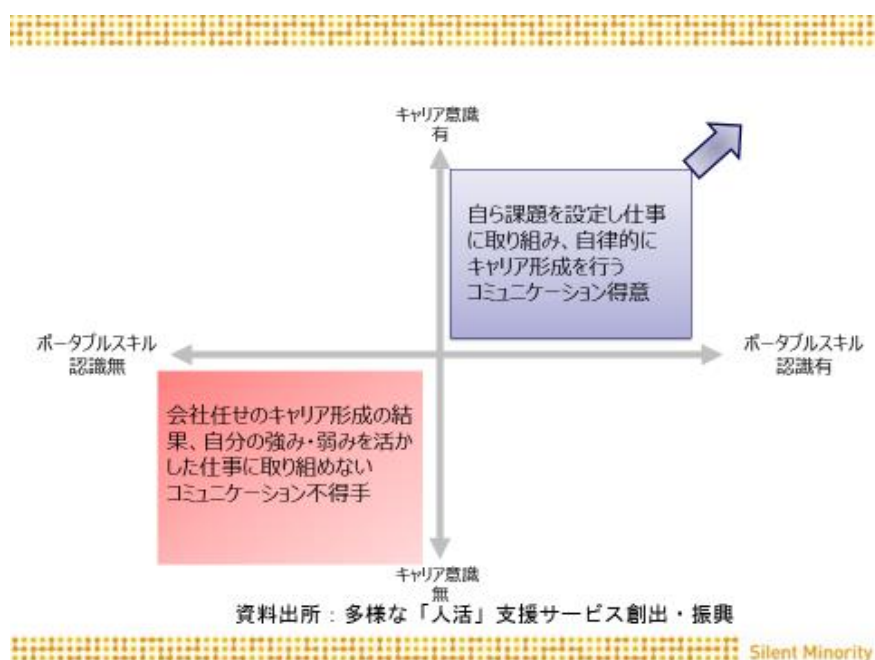 キャリア意識
有
自ら課題を設定し仕事
に取り組み、自律的に
キャリア形成を行う
コミュニケーション得意
ポータブルスキル
認識無
ポータブルスキル
認識有
会社任せのキャリア形成の結
果、自分の強み・弱みを活か
した仕事に取り組めない
コミュニケーション不得手
キャリア意識
無
資料出所：多様な「人活」支援サービス創出・振興
Silent Minority